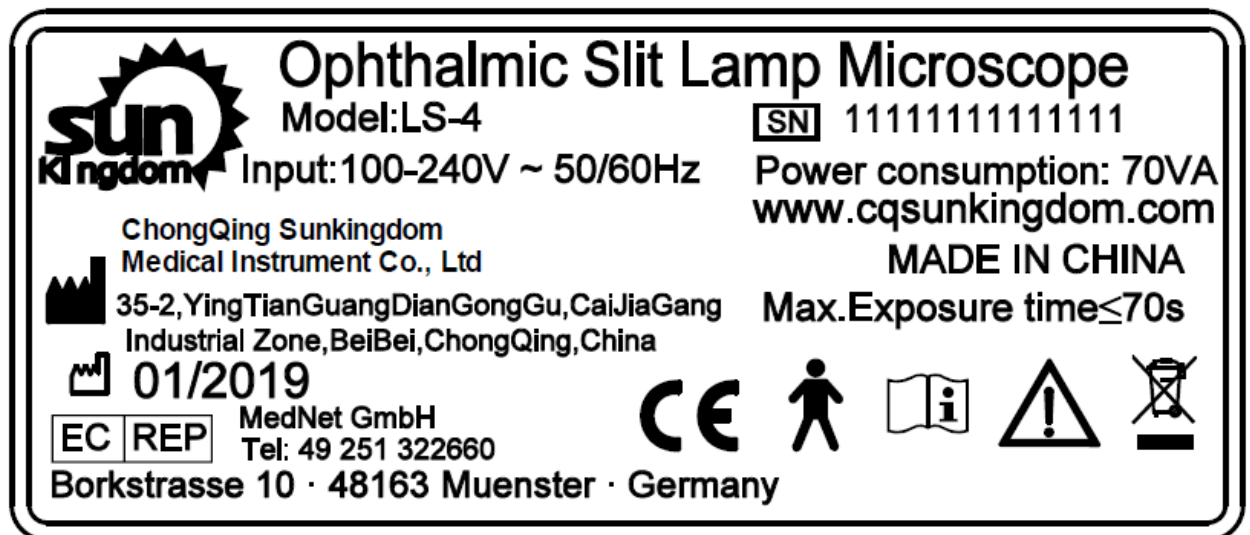 sun
Kingdom
Ophthalmic Slit Lamp Microscope
Model:LS-4
SN 11111111111111
Input:100-240V ~ 50/60Hz
Power consumption: 70VA
www.cqsunkingdom.com
ChongQing Sunkingdom
Medical Instrument Co., Ltd
MADE IN CHINA
35-2,YingTianGuangDianGongGu,CaiJiaGang
Industrial Zone,BeiBei,ChongQing,China
Max.Exposure time≤70s
01/2019
EC REP
MedNet GmbH
Tel: 49 251 322660
Borkstrasse 10 · 48163 Muenster · Germany
CE
i